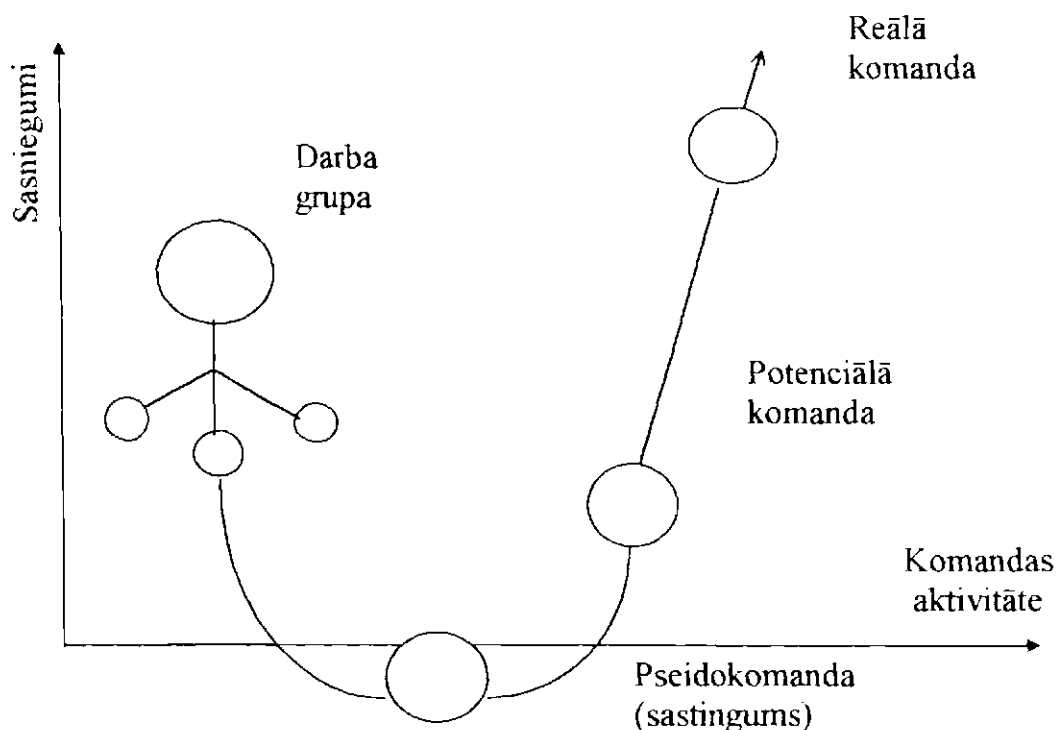 Reālā
komanda
Sasniegumi
Darba
grupa
Potenciālā
komanda
Komandas
aktivitāte
Pseidokomanda
(sastingums)